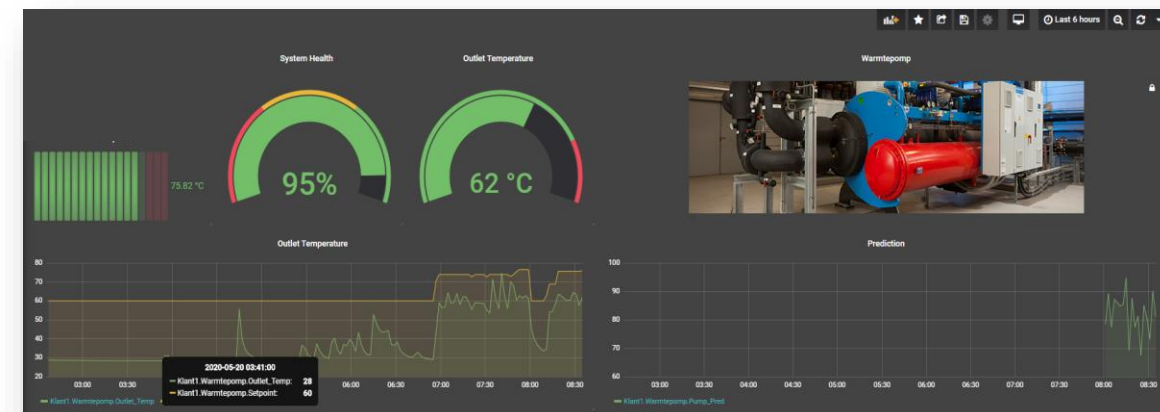 Last 6 hours
System Health
Outlet Temperature
Warmtepomp
75.82 °C
95%
62 °C
Outlet Temperature
80
70
60
50
40
30
20
03:00 03:30 06:00 06:30 07:00 07:30 08:00 08:30
2020-05-20 03:41:00
Klant1.Warmtepomp.Outlet_Temp: 28
Klant1.Warmtepomp.Setpoint: 60
Klant1.Warmtepomp.Outlet_Temp
Prediction
100
90
80
70
60
03:00 03:30 04:00 04:30 05:00 05:30 06:00 06:30 07:00 07:30 08:00 08:30
Klant1.Warmtepomp.Pump_Pred